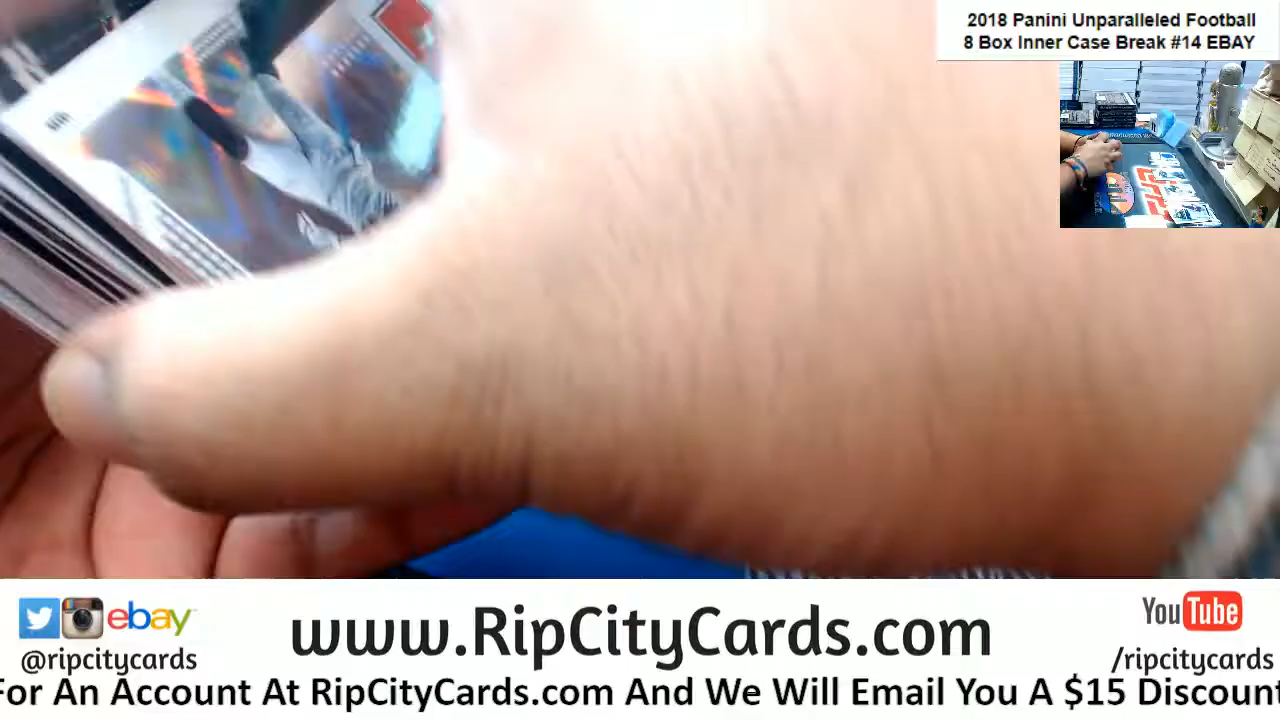 2018 Panini Unparalleled Football
8 Box Inner Case Break #14 EBAY
ebay
www.RipCityCards.com
YouTube
@ripcitycards
/ripcitycards
For An Account At RipCityCards.com And We Will Email You A $15 Discount